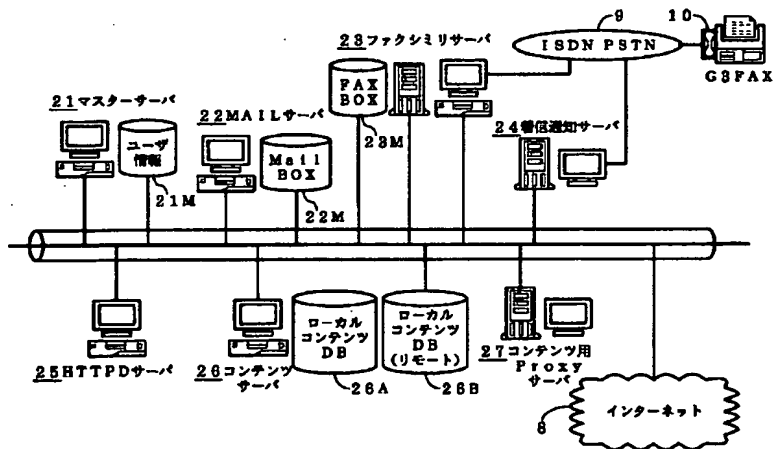 9
10
ISDN PSTN
G3FAX
23ファクシミリサーバ
FAX
BOX
23M
21マスターサーバ
ユーザ
情報
21M
22MAILサーバ
Mail
BOX
22M
24着信通知サーバ
25HTTPDサーバ
26コンテンツ
サーバ
ローカル
コンテンツ
DB
26A
ローカル
コンテンツ
DB
(リモート)
26B
27コンテンツ用
Proxy
サーバ
インターネット
8